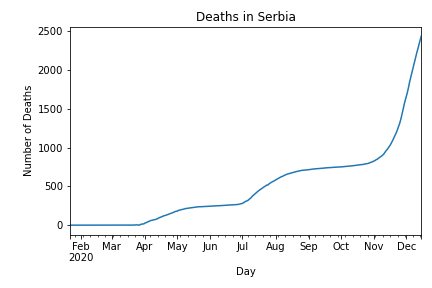 Deaths in Serbia
2500
2000
1500
1000
500
0
Number of Deaths
Feb Mar Apr May Jun Jul Aug Sep Oct Nov Dec
2020
Day